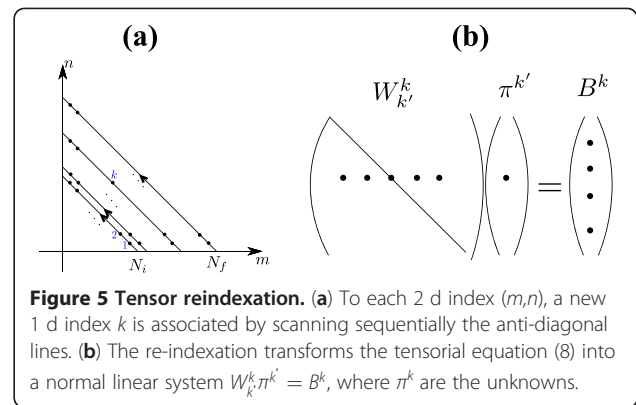 (a)
(b)
n
k
2
1
N_i
N_f
m
W^k_{k'} π^{k'} B^k
=
Figure 5 Tensor reindexation. (a) To each 2 d index (m,n), a new
1 d index k is associated by scanning sequentially the anti-diagonal
lines. (b) The re-indexation transforms the tensorial equation (8) into
a normal linear system W^k_{k'} π^{k'} = B^k, where π^k are the unknowns.